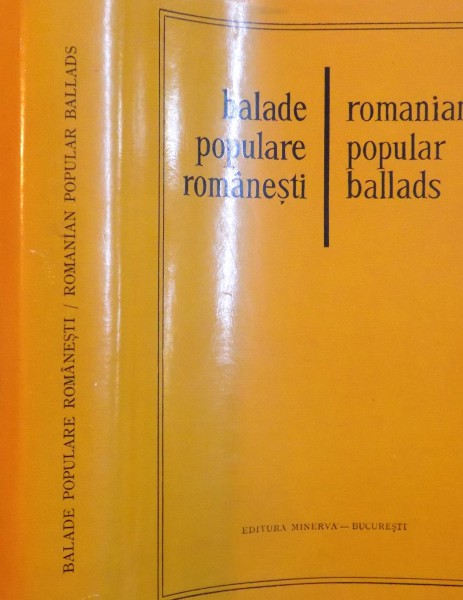 BALADE POPULARE ROMÂNEȘTI / ROMANIAN POPULAR BALLADS
balade
populare
românești
romanian
popular
ballads
EDITURA MINERVA — BUCUREȘTI